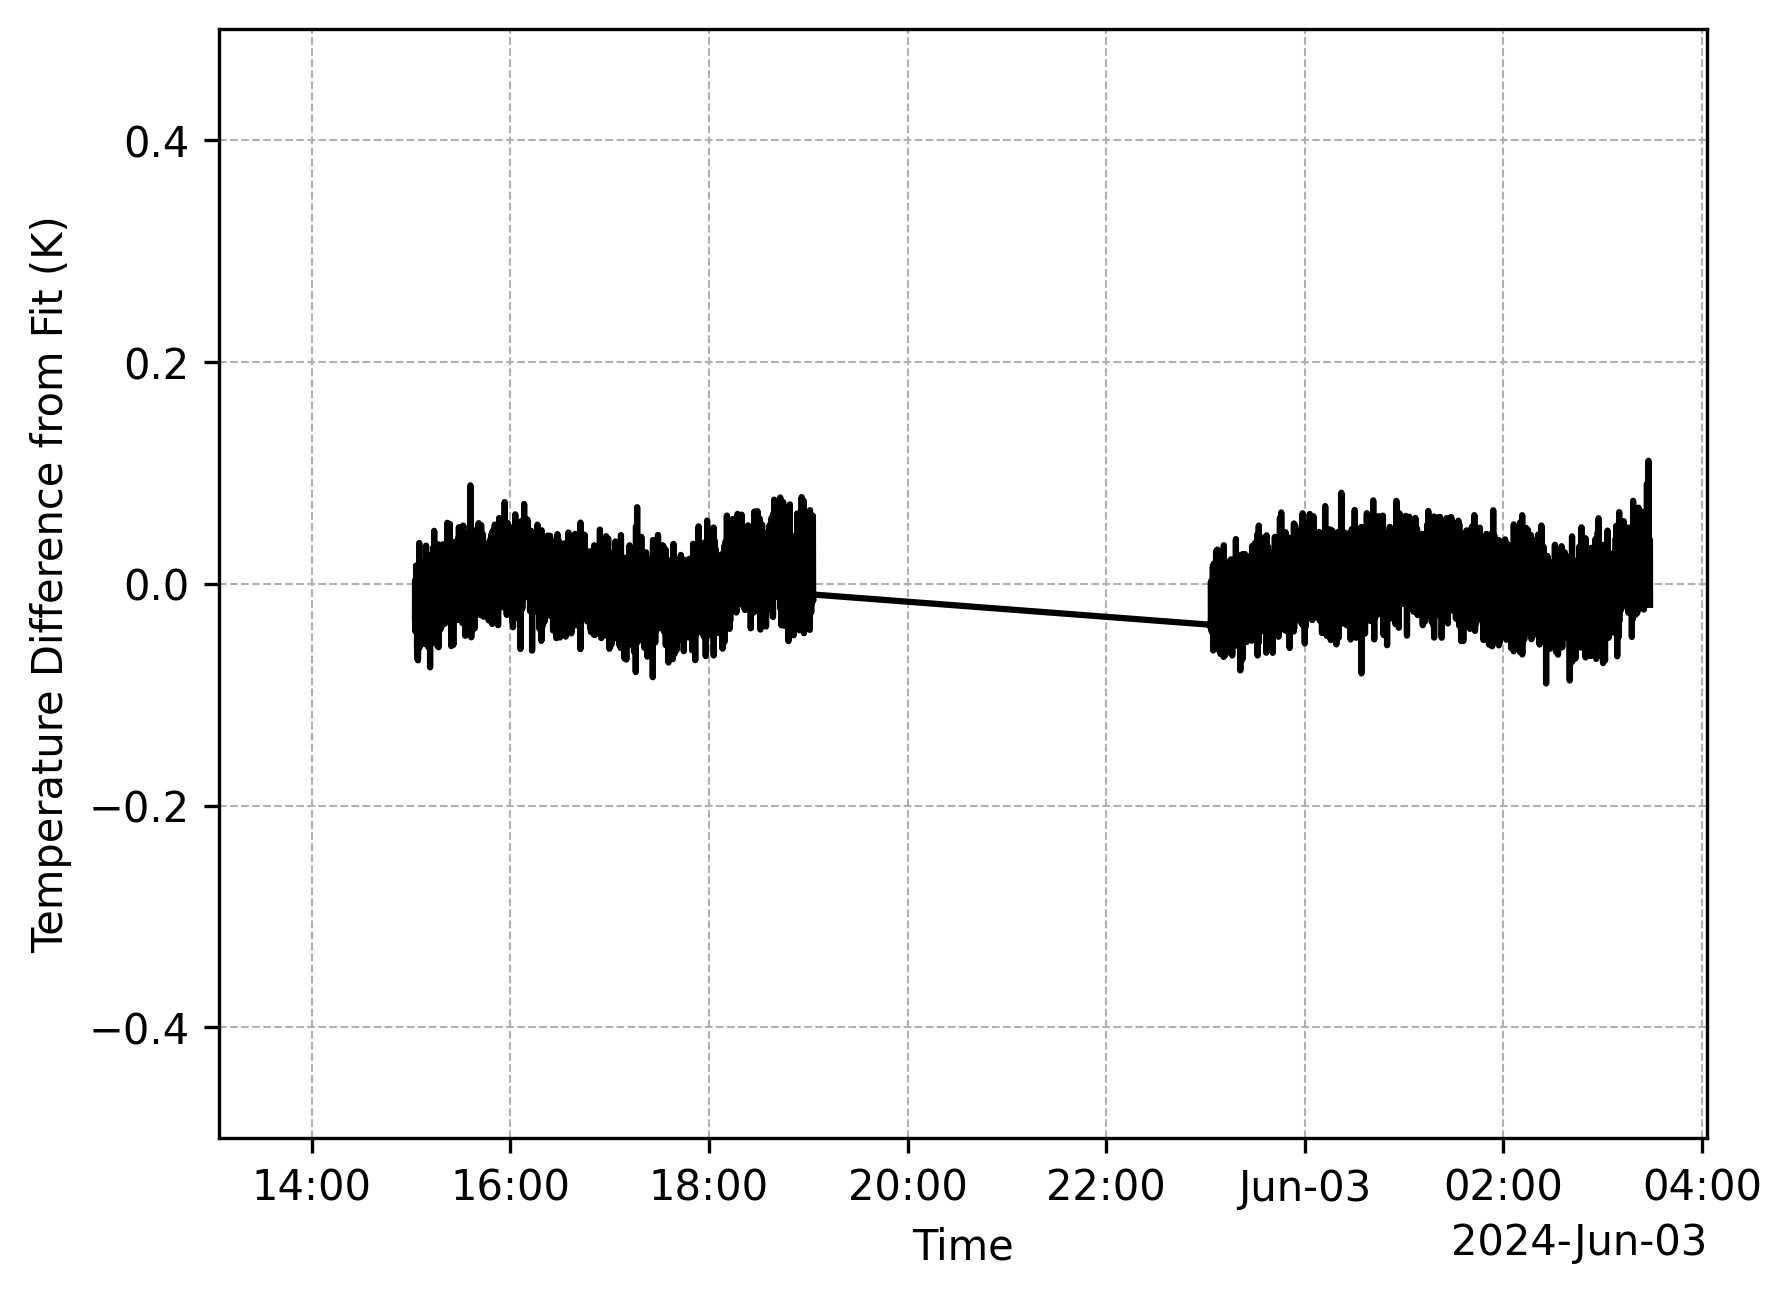 Temperature Difference from Fit (K)
0.4
0.2
0.0
−0.2
−0.4
14:00 16:00 18:00 20:00 22:00 Jun-03 02:00 04:00
Time
2024-Jun-03